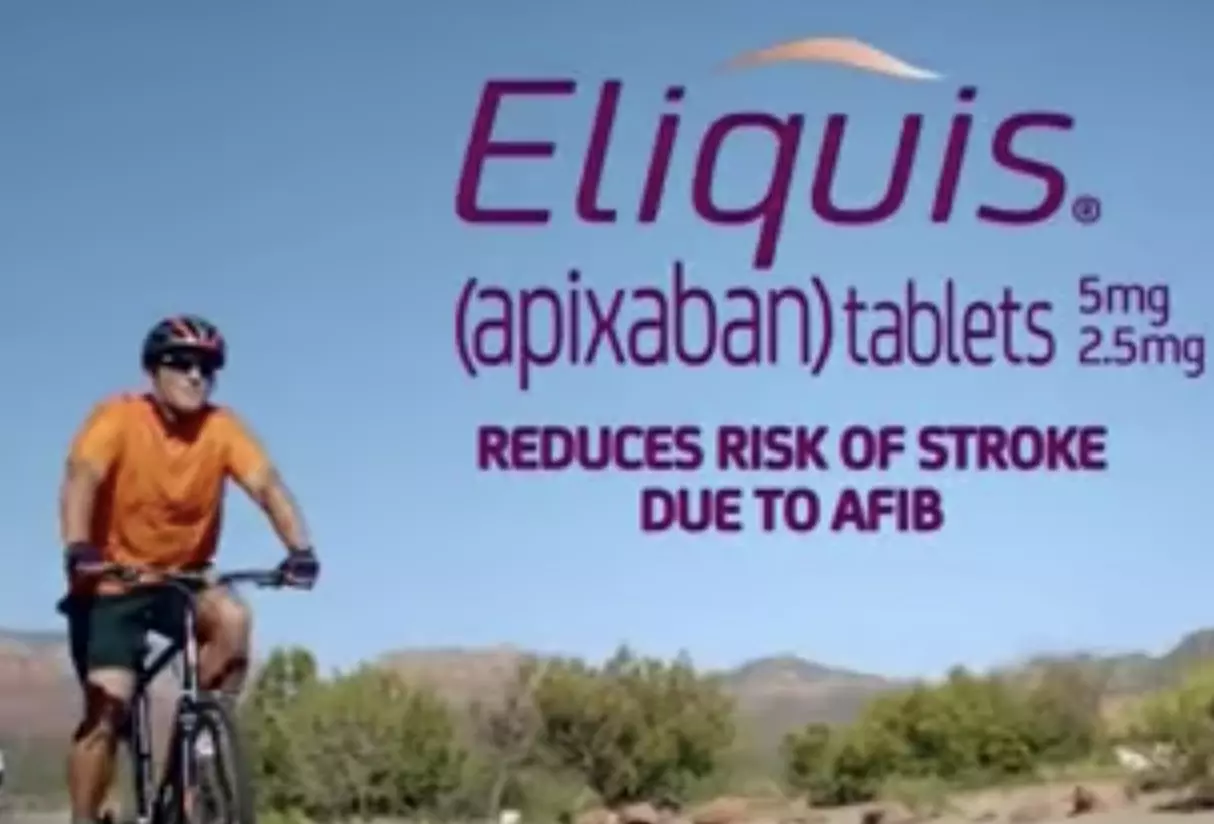 Eliquis®
(apixaban) tablets 5mg 2.5mg
REDUCES RISK OF STROKE
DUE TO AFIB